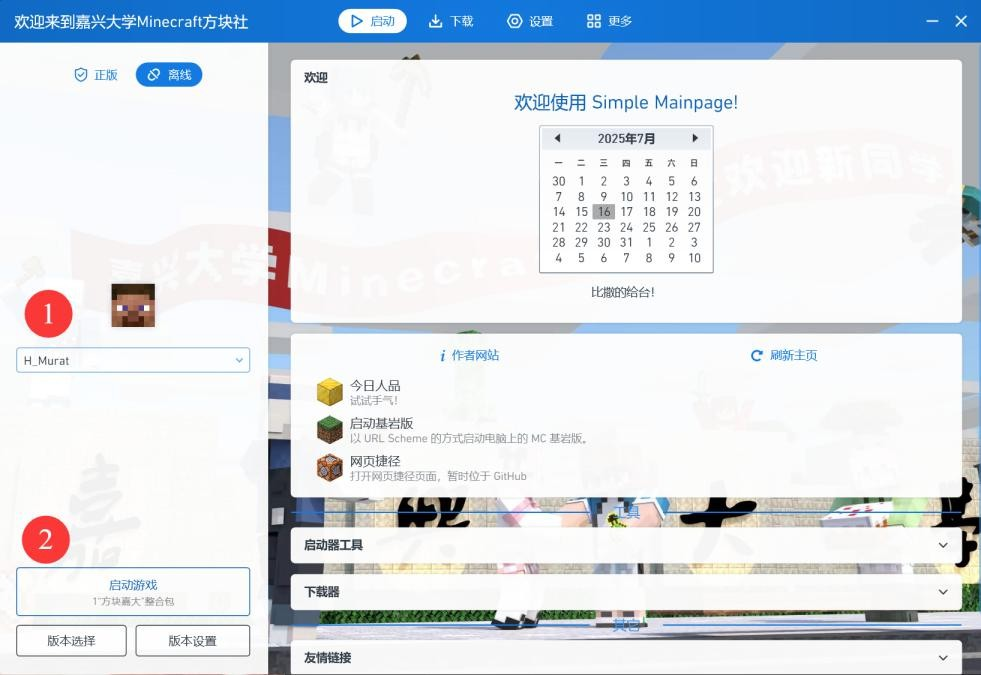 欢迎来到嘉兴大学Minecraft方块社
启动 下载 设置 更多
正版 离线
1
H_Murat
2
启动游戏
1"方块嘉大"整合包
版本选择 版本设置
欢迎
欢迎使用 Simple Mainpage!
2025年7月
一 二 三 四 五 六 日
30 1 2 3 4 5 6
7 8 9 10 11 12 13
14 15 16 17 18 19 20
21 22 23 24 25 26 27
28 29 30 31 1 2 3
4 5 6 7 8 9 10
比撒的给台!
作者网站 刷新主页
今日人品
试试手气!
启动基岩版
以 URL Scheme 的方式启动电脑上的 MC 基岩版。
网页捷径
打开网页捷径页面，暂时位于 GitHub
工具
启动器工具
下载器
其它
友情链接
欢迎新同学
嘉兴大学Minecra